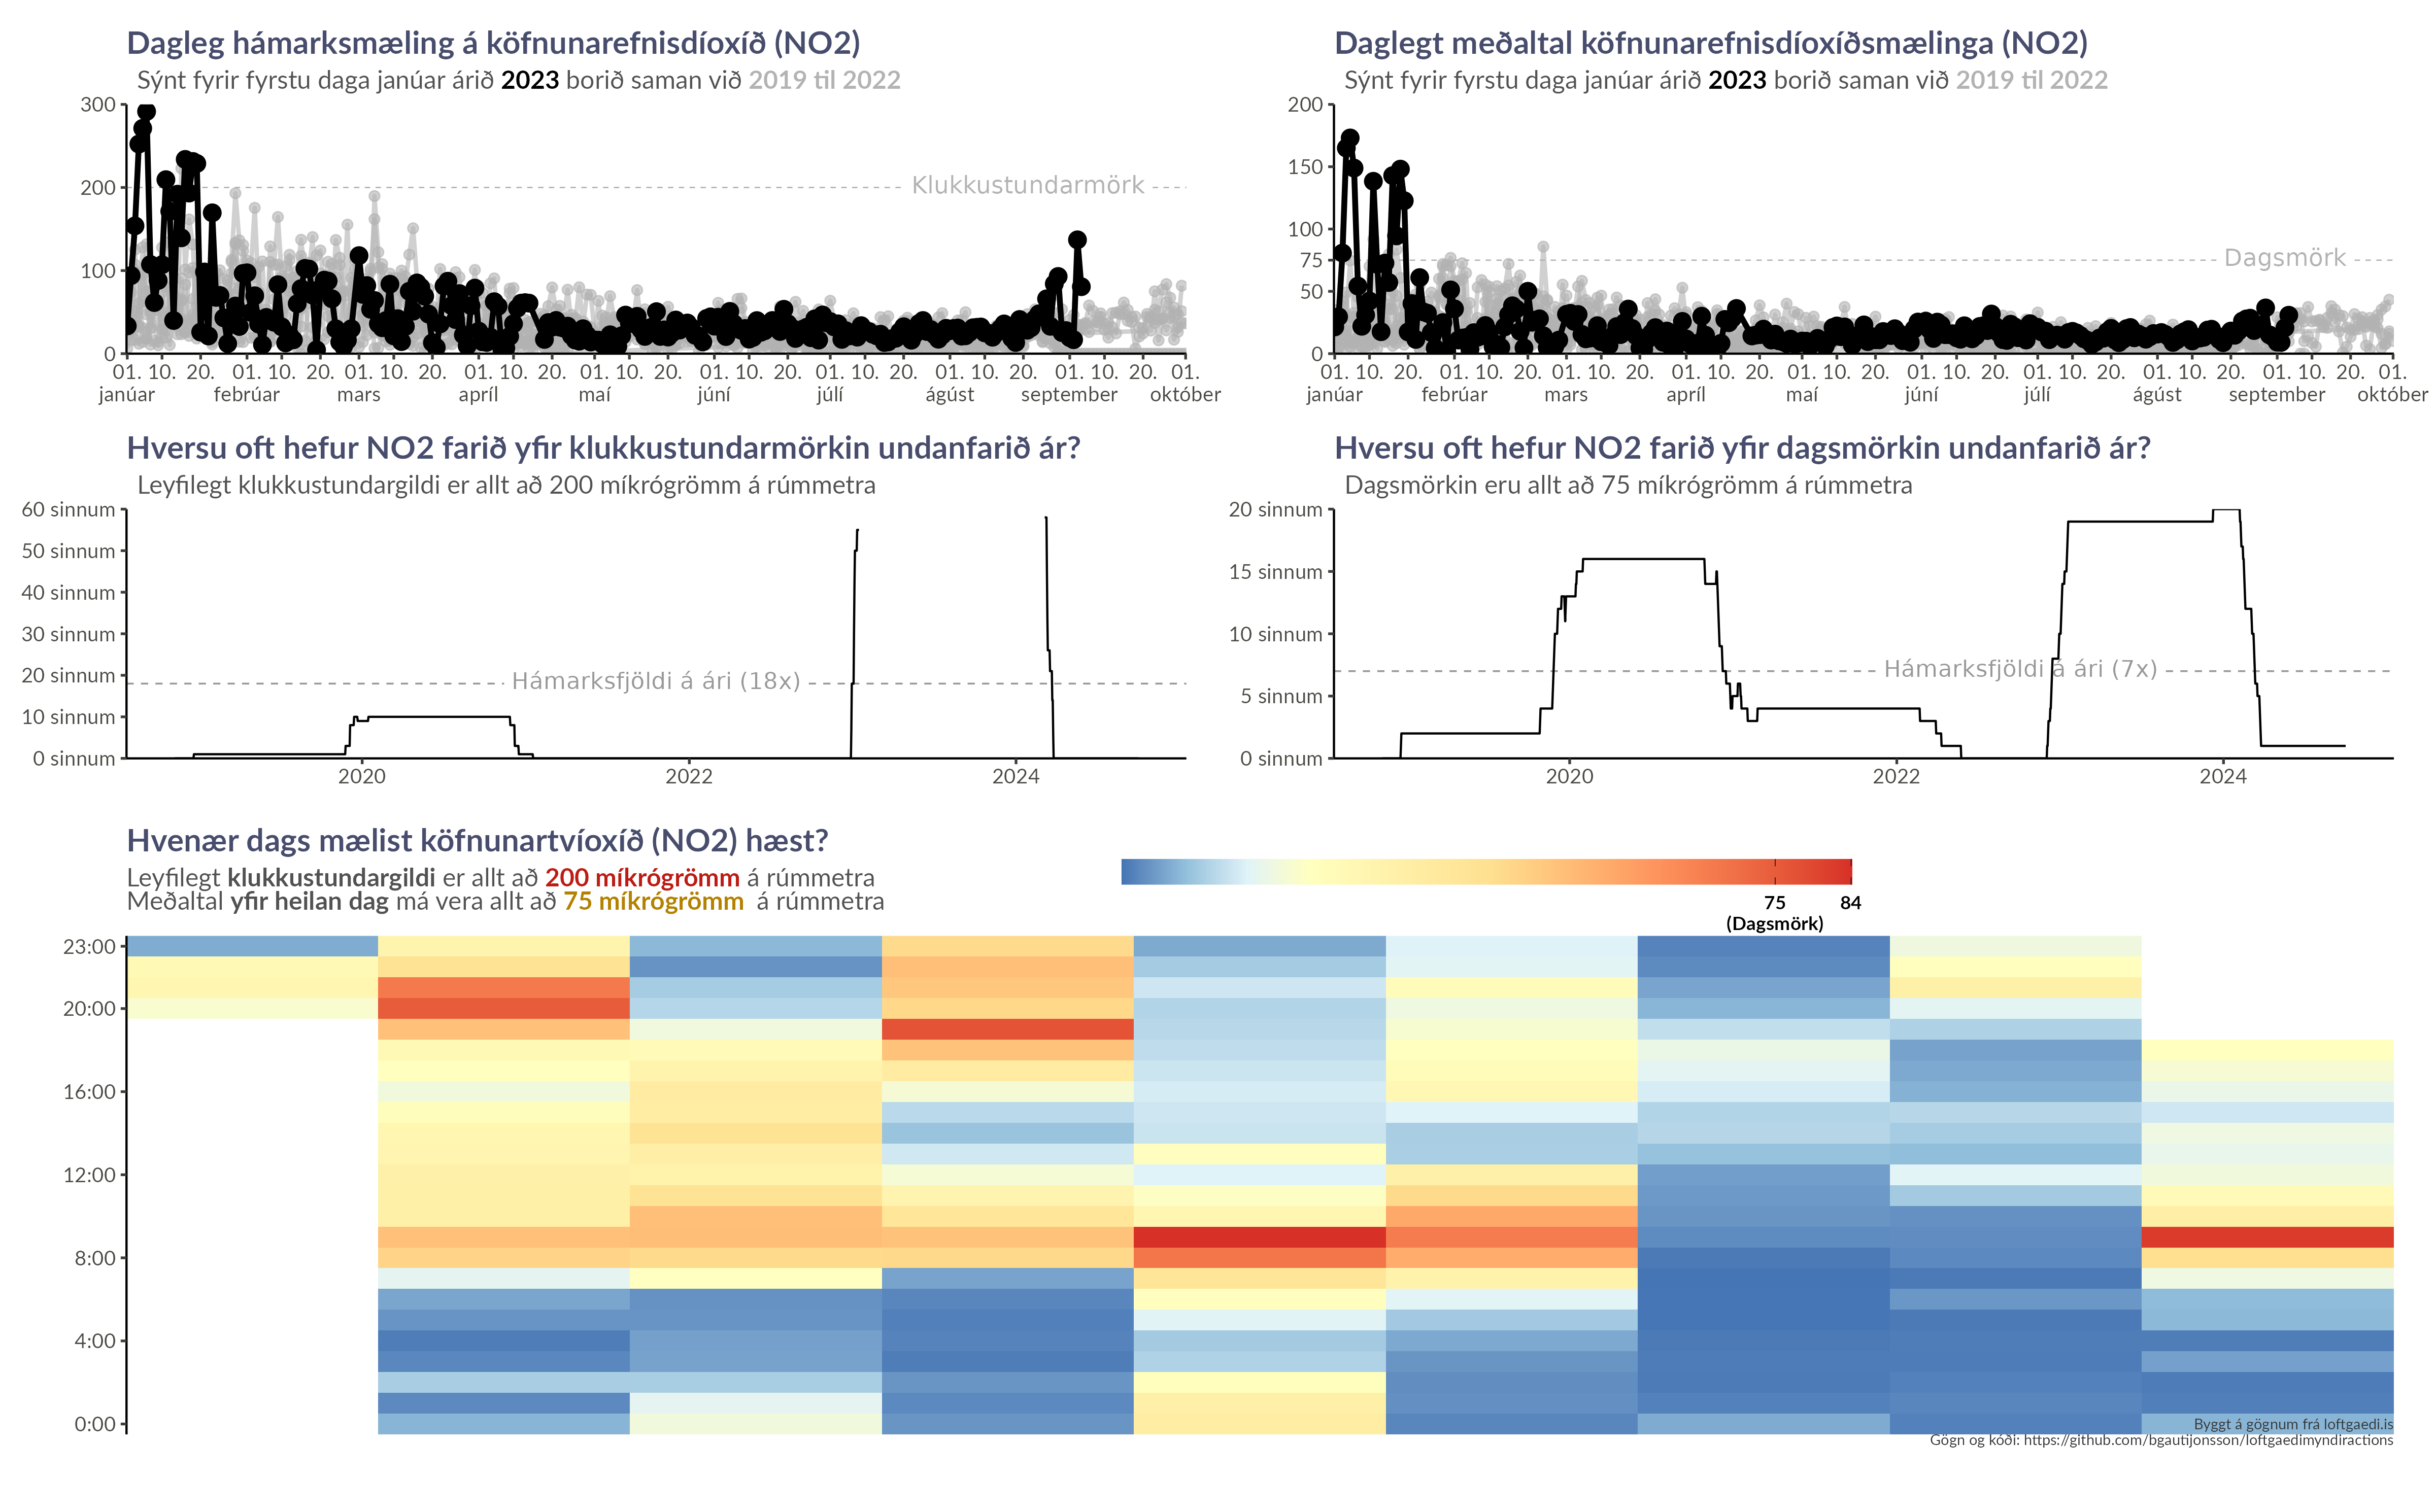 Dagleg hámarksmæling á köfnunarefnisdíoxíð (NO2)
Sýnt fyrir fyrstu daga janúar árið 2023 borið saman við 2019 til 2022
300
200
100
0
Klukkustundarmörk
01. 10. 20. 01. 10. 20. 01. 10. 20. 01. 10. 20. 01. 10. 20. 01. 10. 20. 01. 10. 20. 01. 10. 20. 01. 10. 20. 01.
janúar febrúar mars apríl maí júní júlí ágúst september október
Daglegt meðaltal köfnunarefnisdíoxíðsmælinga (NO2)
Sýnt fyrir fyrstu daga janúar árið 2023 borið saman við 2019 til 2022
200
150
100
75
50
0
Dagsmörk
01. 10. 20. 01. 10. 20. 01. 10. 20. 01. 10. 20. 01. 10. 20. 01. 10. 20. 01. 10. 20. 01. 10. 20. 01. 10. 20. 01.
janúar febrúar mars apríl maí júní júlí ágúst september október
Hversu oft hefur NO2 farið yfir klukkustundarmörkin undanfarið ár?
Leyfilegt klukkustundargildi er allt að 200 míkrógrömm á rúmmetra
60 sinnum
50 sinnum
40 sinnum
30 sinnum
20 sinnum
10 sinnum
0 sinnum
Hámarksfjöldi á ári (18x)
2020 2022 2024
Hversu oft hefur NO2 farið yfir dagsmörkin undanfarið ár?
Dagsmörkin eru allt að 75 míkrógrömm á rúmmetra
20 sinnum
15 sinnum
10 sinnum
5 sinnum
0 sinnum
Hámarksfjöldi á ári (7x)
2020 2022 2024
Hvenær dags mælist köfnunartvíoxíð (NO2) hæst?
Leyfilegt klukkustundargildi er allt að 200 míkrógrömm á rúmmetra
Meðaltal yfir heilan dag má vera allt að 75 míkrógrömm á rúmmetra
75 84
(Dagsmörk)
23:00
20:00
16:00
12:00
8:00
4:00
0:00
Byggt á gögnum frá loftgaedi.is
Gögn og kóði: https://github.com/bgautijonsson/loftgaedimyndiractions